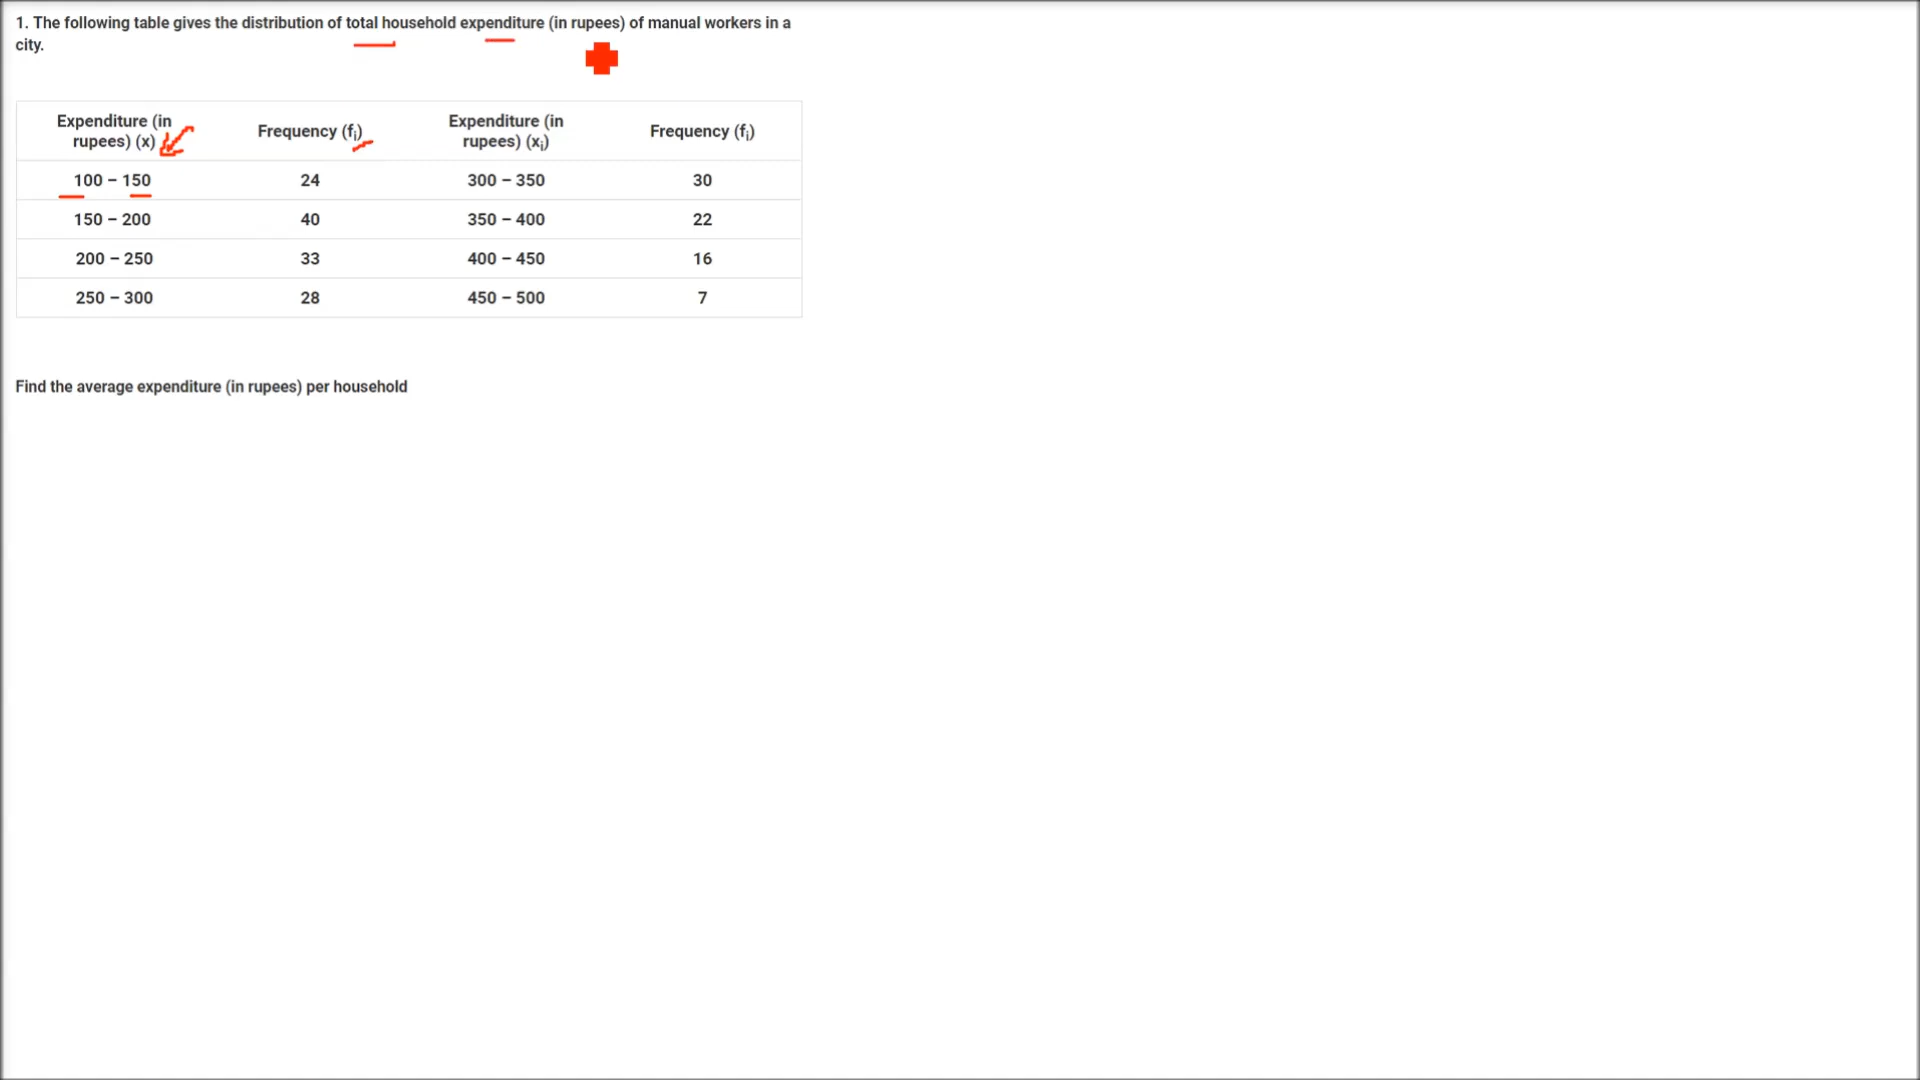 1. The following table gives the distribution of total household expenditure (in rupees) of manual workers in a
city.
Expenditure (in
rupees) (x)
Frequency (fi)
Expenditure (in
rupees) (xi)
Frequency (fi)
100 – 150 24 300 – 350 30
150 – 200 40 350 – 400 22
200 – 250 33 400 – 450 16
250 – 300 28 450 – 500 7
Find the average expenditure (in rupees) per household